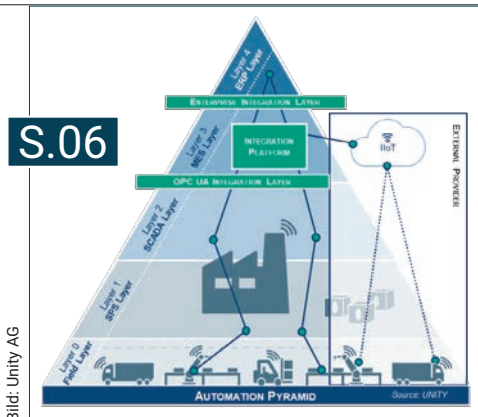 S.06
Bild: Unity AG
Layer 4
ERP Layer
ENTERPRISE INTEGRATION LAYER
Layer 3
MES Layer
INTEGRATION
PLATFORM
IIoT
EXTERNAL PROVIDER
OPC UA INTEGRATION LAYER
Layer 2
SCADA Layer
Layer 1
SPS Layer
Layer 0
Field Layer
AUTOMATION PYRAMID
Source: UNITY